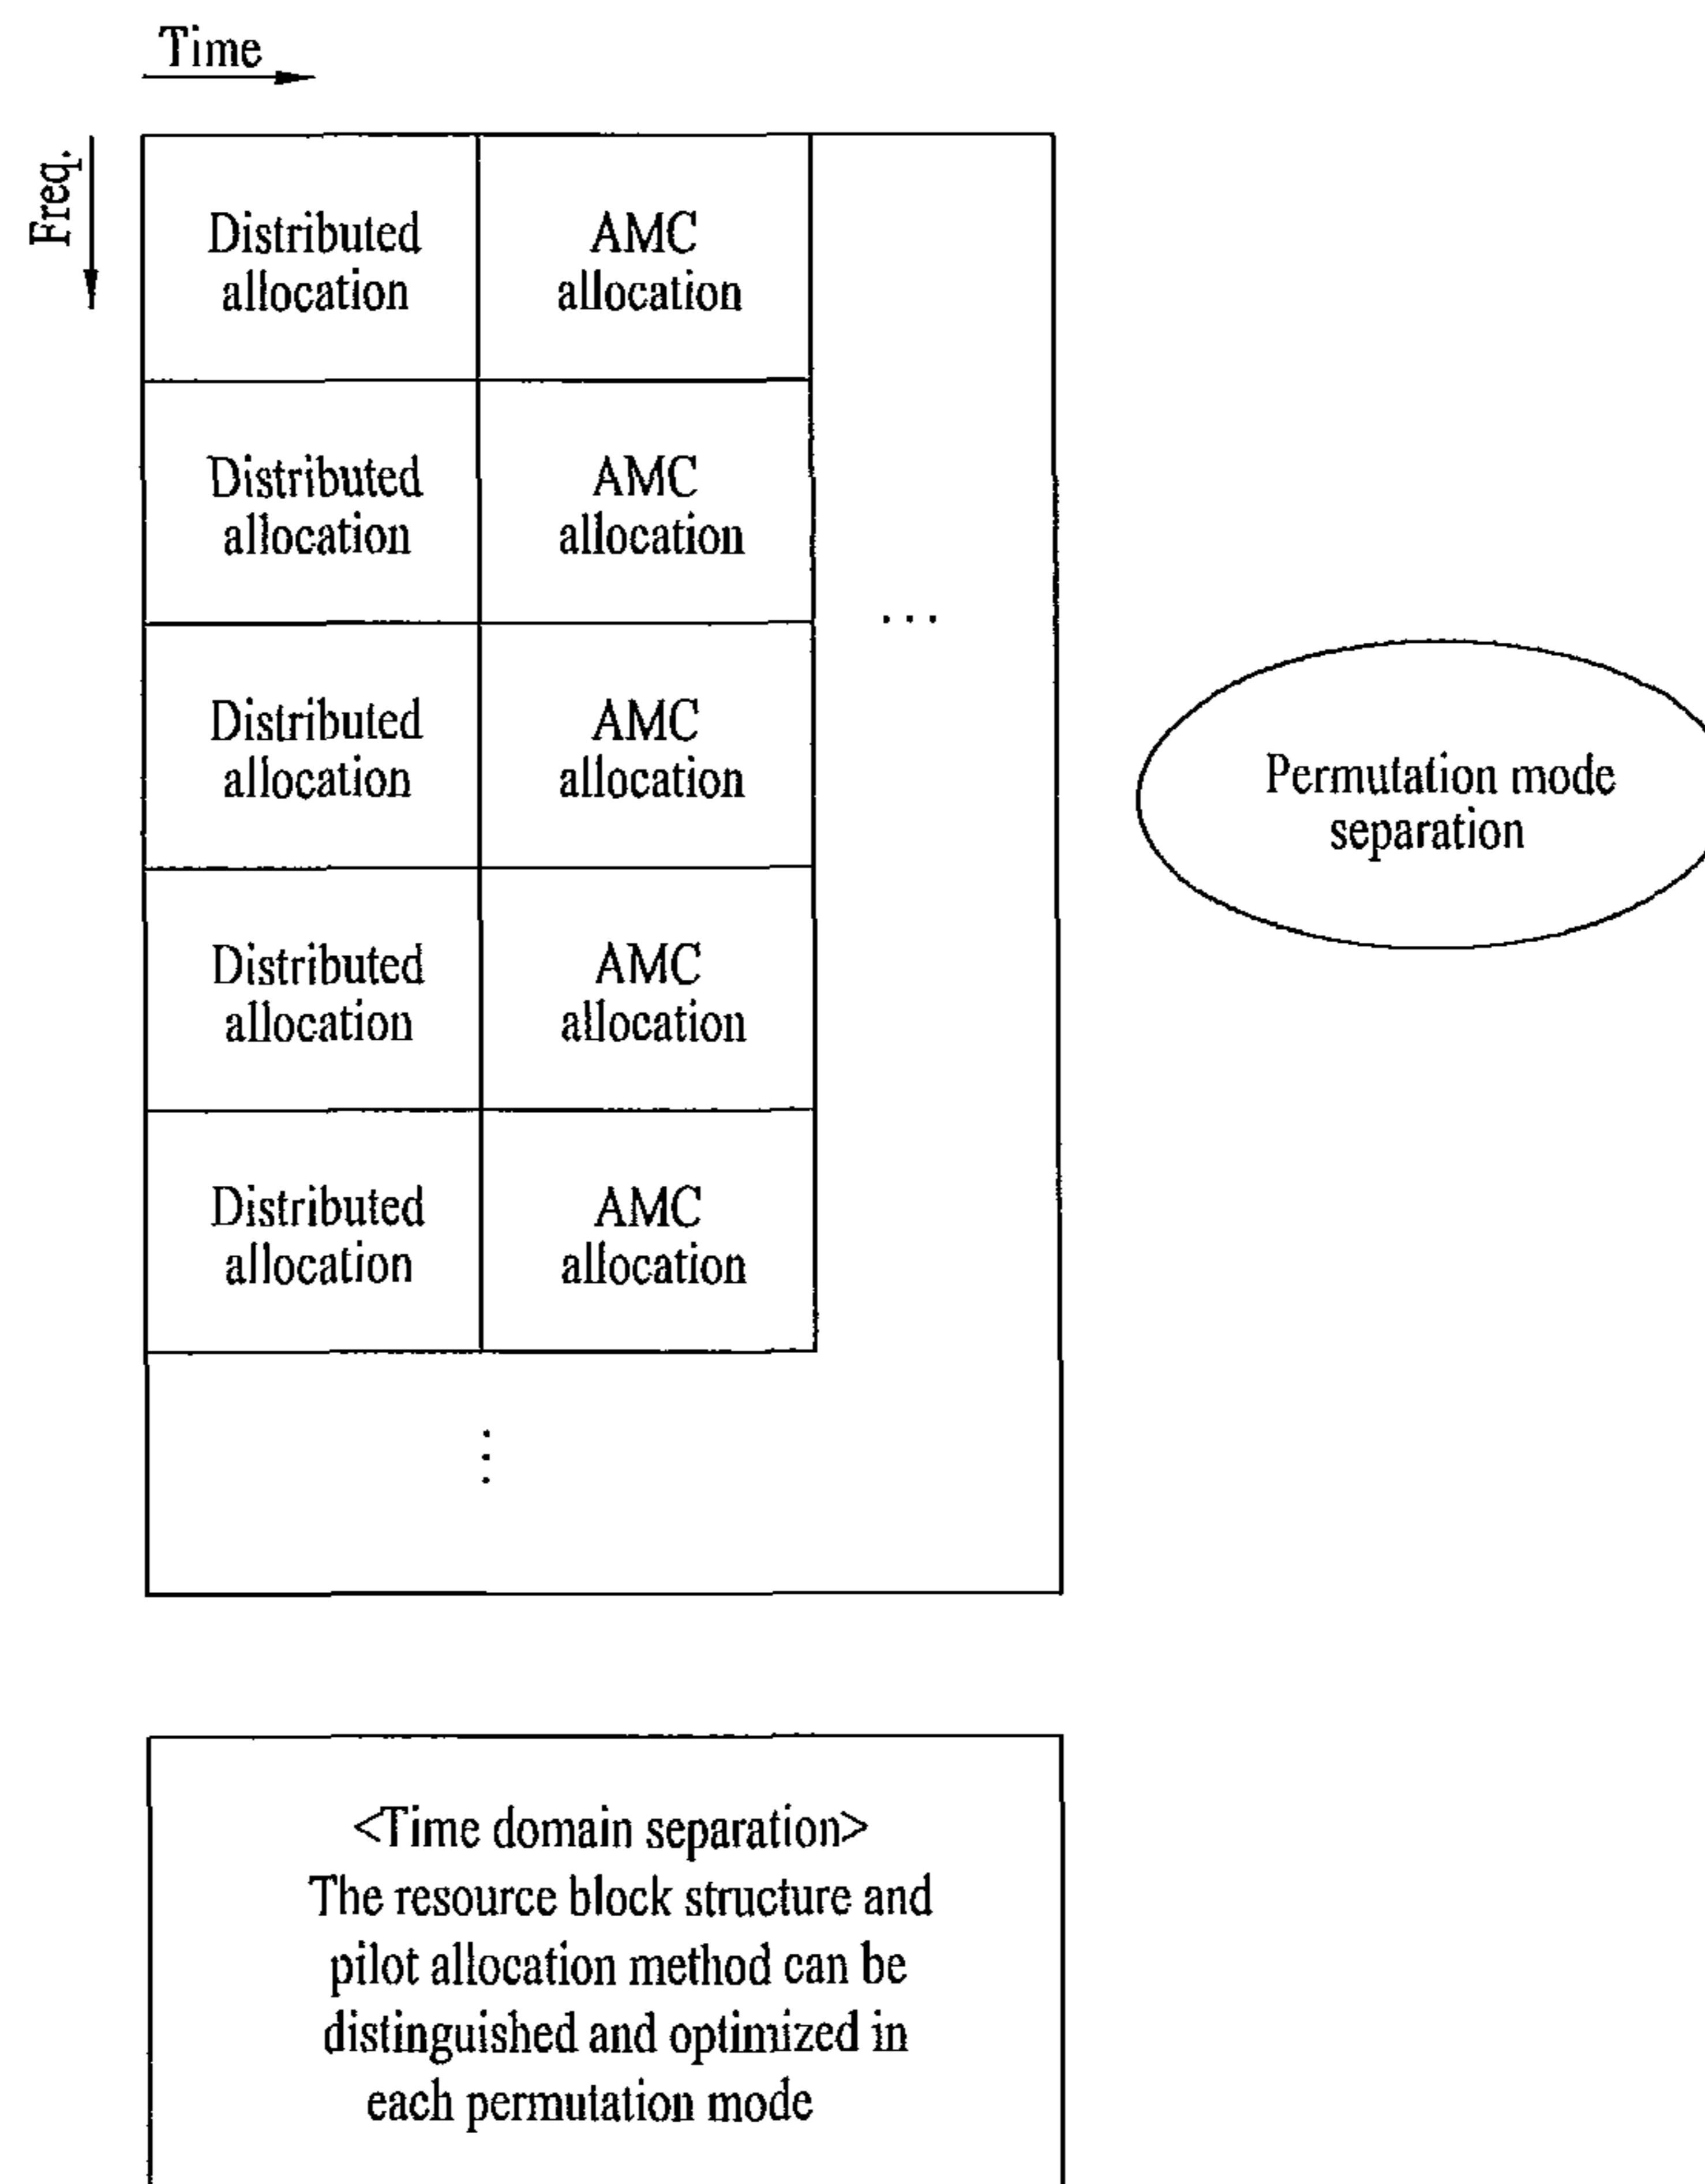 Time
Freq.
Distributed
allocation
AMC
allocation
Distributed
allocation
AMC
allocation
...
Distributed
allocation
AMC
allocation
Permutation mode
separation
Distributed
allocation
AMC
allocation
Distributed
allocation
AMC
allocation
<Time domain separation>
The resource block structure and
pilot allocation method can be
distinguished and optimized in
each permutation mode